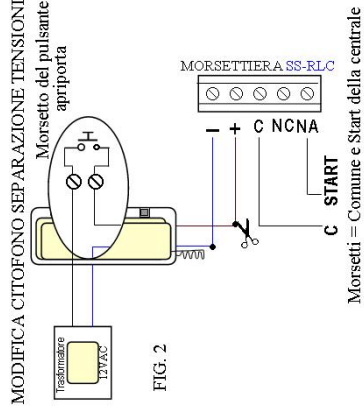 MODIFICA CITOFONO SEPARAZIONE TENSIONI
Morsetto del pulsante
apriporta
MORSETTIERA SS-RLC
– + C NC NA
C START
Trasformatore
12VAC
FIG. 2
Morsetti = Comune e Start della centrale